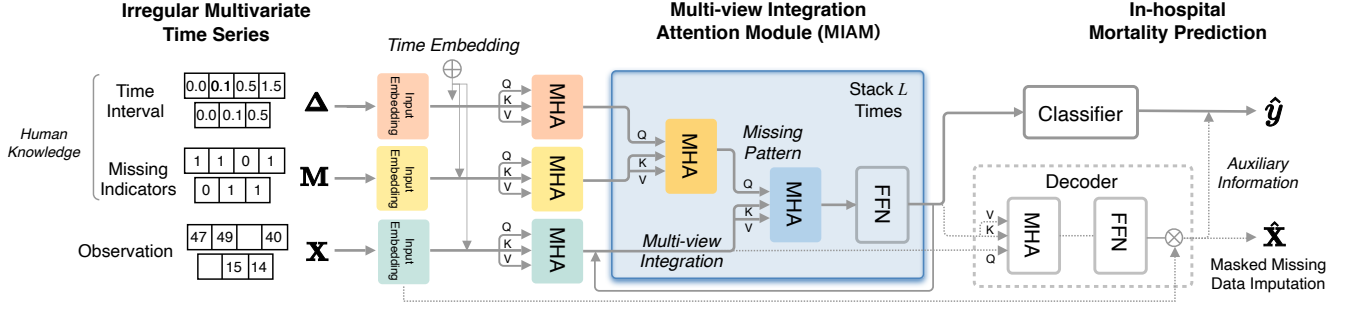 Irregular Multivariate
Time Series
Multi-view Integration
Attention Module (MIAM)
In-hospital
Mortality Prediction
Time Embedding
Human
Knowledge
Time
Interval
0.0 0.1 0.5 1.5
0.0 0.1 0.5
Δ
Input
Embedding
Q
K
V
MHA
Missing
Indicators
1 1 0 1
0 1 1
M
Input
Embedding
Q
K
V
MHA
Observation
47 49 40
15 14
X
Input
Embedding
Q
K
V
MHA
Stack L
Times
Q
K
V
MHA
Missing
Pattern
Q
K
V
MHA
FFN
Multi-view
Integration
Classifier
ŷ
Auxiliary
Information
Decoder
V
K
Q
MHA
FFN
X̂
Masked Missing
Data Imputation